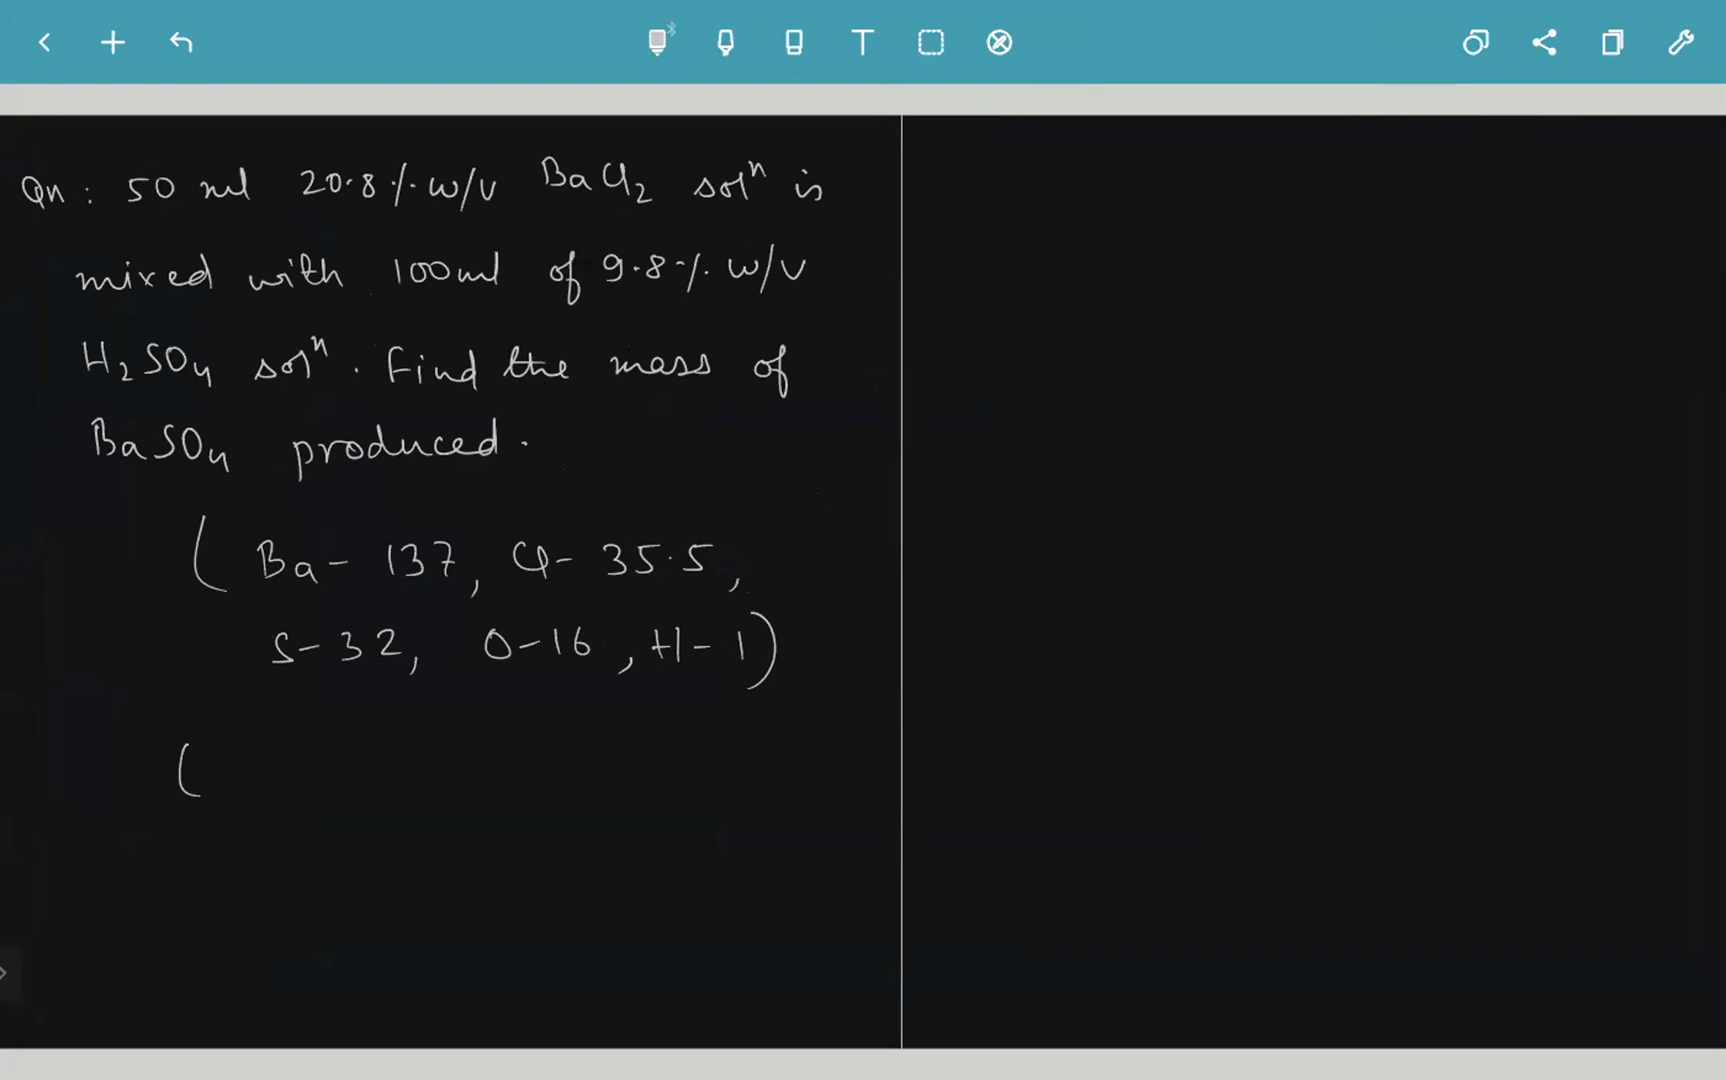 Qn : 50 ml 20.8 % w/v BaCl₂ solⁿ is
mixed with 100ml of 9.8 % w/v
H₂SO₄ solⁿ. Find the mass of
BaSO₄ produced.
( Ba - 137, Cl - 35.5,
S - 32, O - 16, H - 1)
(